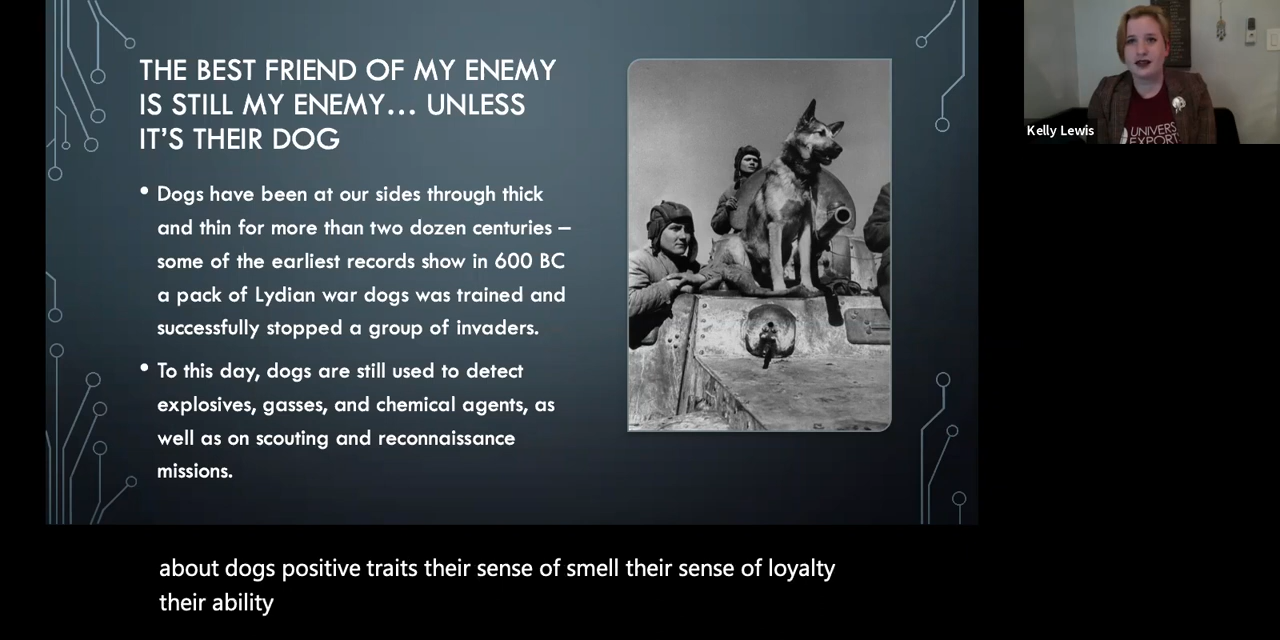 THE BEST FRIEND OF MY ENEMY
IS STILL MY ENEMY... UNLESS
IT'S THEIR DOG
• Dogs have been at our sides through thick
and thin for more than two dozen centuries –
some of the earliest records show in 600 BC
a pack of Lydian war dogs was trained and
successfully stopped a group of invaders.
• To this day, dogs are still used to detect
explosives, gasses, and chemical agents, as
well as on scouting and reconnaissance
missions.
Kelly Lewis
UNIVERS
EXPORT
about dogs positive traits their sense of smell their sense of loyalty
their ability